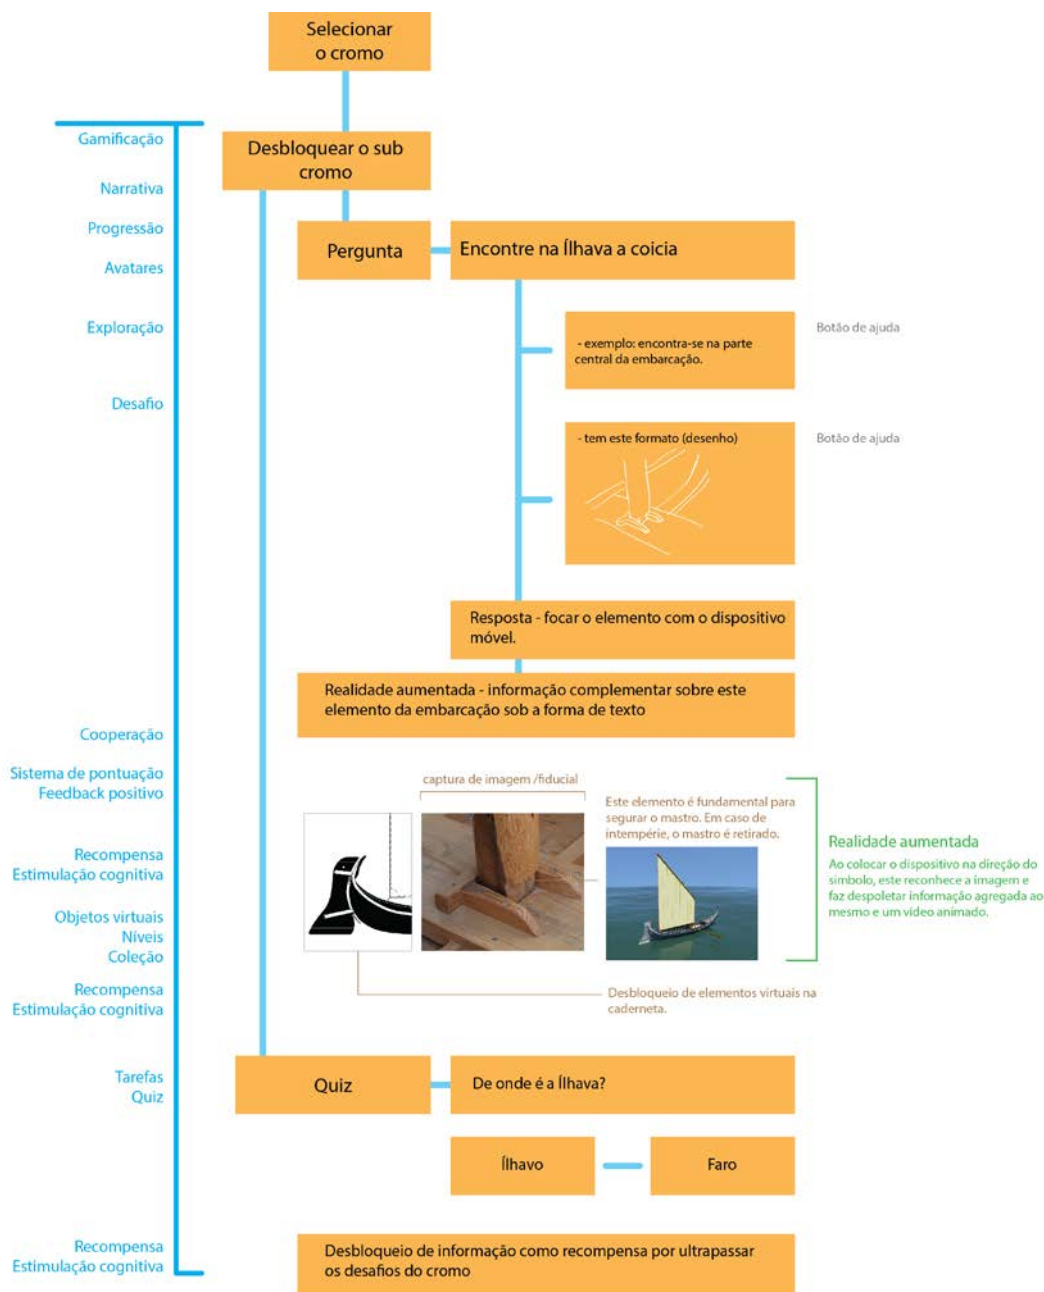 Selecionar
o cromo
Gamificação
Desbloquear o sub
cromo
Narrativa
Progressão
Pergunta
Encontre na Ílhava a coicia
Avatares
Exploração
- exemplo: encontra-se na parte
central da embarcação.
Botão de ajuda
Desafio
- tem este formato (desenho)
Botão de ajuda
Resposta - focar o elemento com o dispositivo
móvel.
Realidade aumentada - informação complementar sobre este
elemento da embarcação sob a forma de texto
Cooperação
Sistema de pontuação
Feedback positivo
captura de imagem /fiducial
Este elemento é fundamental para
segurar o mastro. Em caso de
intempérie, o mastro é retirado.
Realidade aumentada
Ao colocar o dispositivo na direção do
simbolo, este reconhece a imagem e
faz despoletar informação agregada ao
mesmo e um vídeo animado.
Recompensa
Estimulação cognitiva
Objetos virtuais
Níveis
Coleção
Recompensa
Estimulação cognitiva
Desbloqueio de elementos virtuais na
caderneta.
Tarefas
Quiz
Quiz
De onde é a Ílhava?
Ílhavo
Faro
Recompensa
Estimulação cognitiva
Desbloqueio de informação como recompensa por ultrapassar
os desafios do cromo